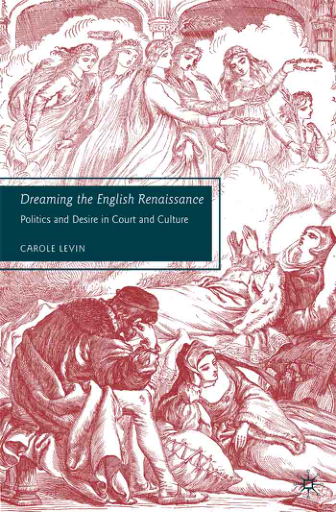 Dreaming the English Renaissance
Politics and Desire in Court and Culture
CAROLE LEVIN